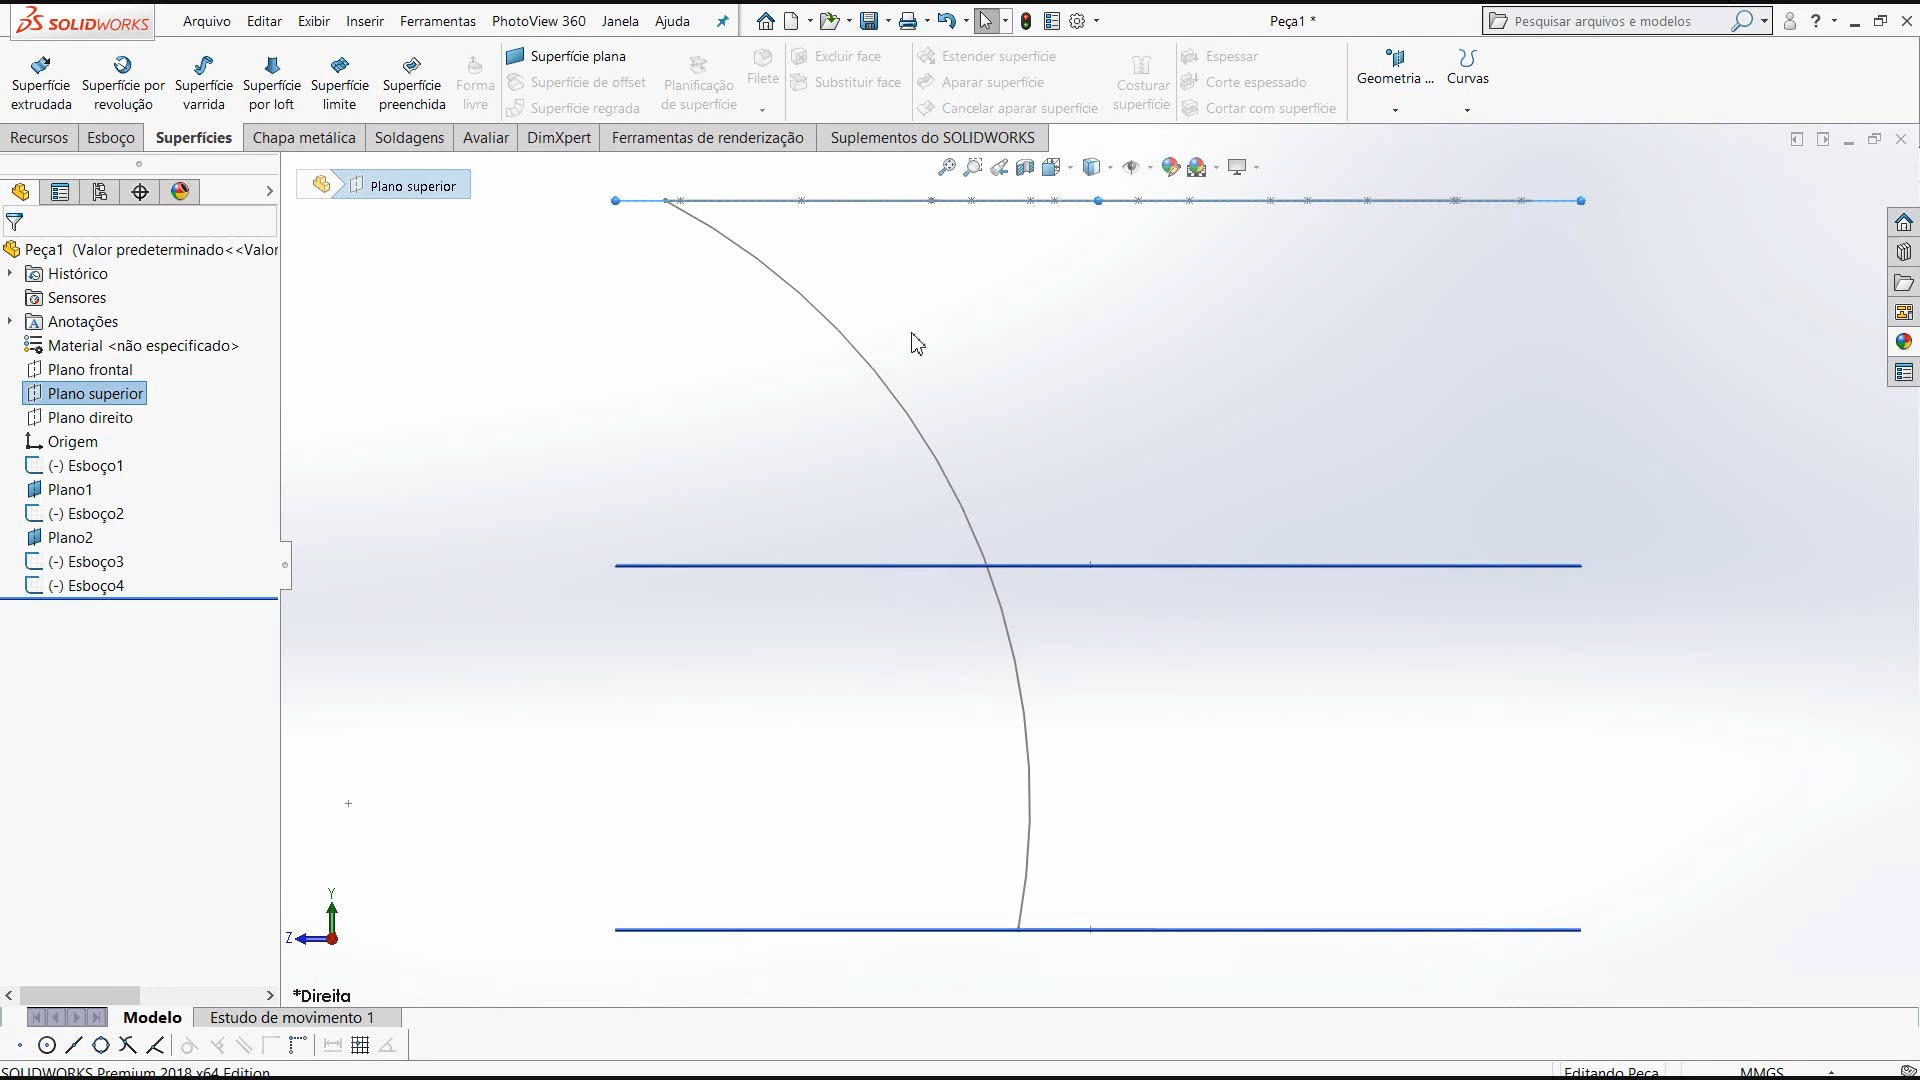 SOLIDWORKS Arquivo Editar Exibir Inserir Ferramentas PhotoView 360 Janela Ajuda Peça1 * Pesquisar arquivos e modelos ?
Superfície extrudada
Superfície por revolução
Superfície varrida
Superfície por loft
Superfície limite
Superfície preenchida
Forma livre
Superfície plana
Superfície de offset
Superfície regrada
Planificação de superfície
Filete
Excluir face
Substituir face
Estender superfície
Aparar superfície
Cancelar aparar superfície
Costurar superfície
Espessar
Corte espessado
Cortar com superfície
Geometria ...
Curvas
Recursos Esboço Superfícies Chapa metálica Soldagens Avaliar DimXpert Ferramentas de renderização Suplementos do SOLIDWORKS
Plano superior
Peça1 (Valor predeterminado<<Valor
Histórico
Sensores
Anotações
Material <não especificado>
Plano frontal
Plano superior
Plano direito
Origem
(-) Esboço1
Plano1
(-) Esboço2
Plano2
(-) Esboço3
(-) Esboço4
Y
Z
*Direita
Modelo Estudo de movimento 1
SOLIDWORKS Premium 2018 x64 Edition Editando Peça MMGS